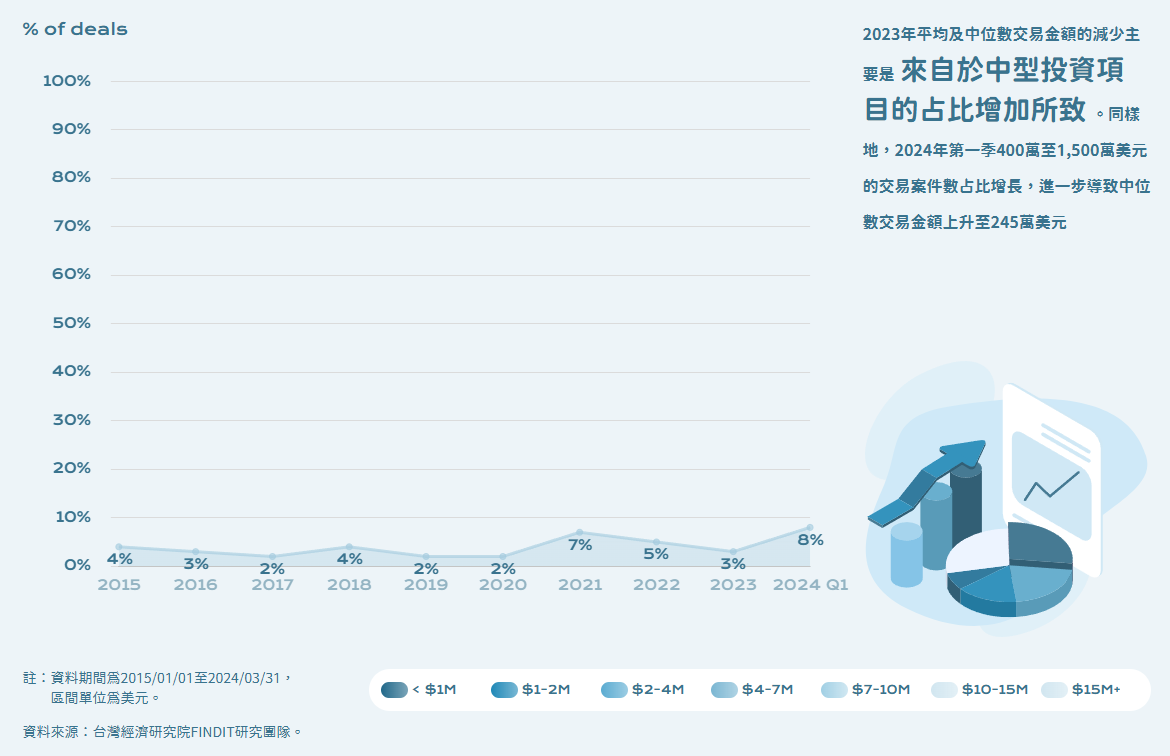 % of deals
100%
90%
80%
70%
60%
50%
40%
30%
20%
10%
0%
4%
3%
2%
4%
2%
2%
7%
5%
3%
8%
2015
2016
2017
2018
2019
2020
2021
2022
2023
2024 Q1
2023年平均及中位數交易金額的減少主
要是 來自於中型投資項
目的占比增加所致 。同樣
地，2024年第一季400萬至1,500萬美元
的交易案件數占比增長，進一步導致中位
數交易金額上升至245萬美元
註：資料期間為2015/01/01至2024/03/31，
區間單位為美元。
資料來源：台灣經濟研究院FINDIT研究團隊。
< $1M
$1-2M
$2-4M
$4-7M
$7-10M
$10-15M
$15M+